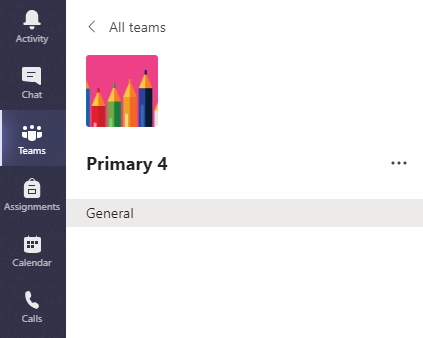 Activity
Chat
Teams
Assignments
Calendar
Calls
All teams
Primary 4
General